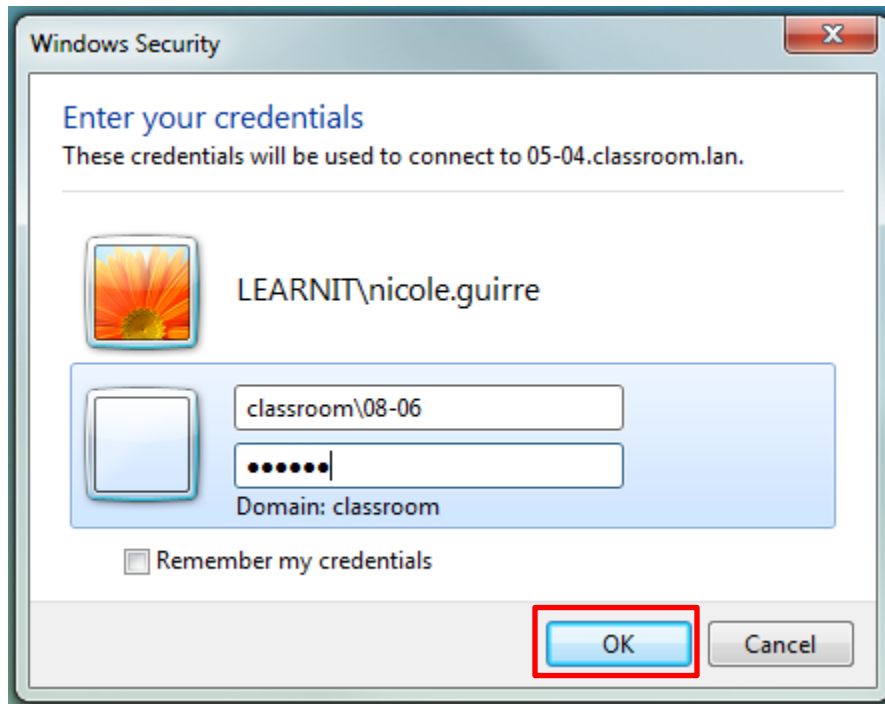 Windows Security
Enter your credentials
These credentials will be used to connect to 05-04.classroom.lan.
LEARNIT\nicole.guirre
classroom\08-06
●●●●●●
Domain: classroom
Remember my credentials
OK Cancel